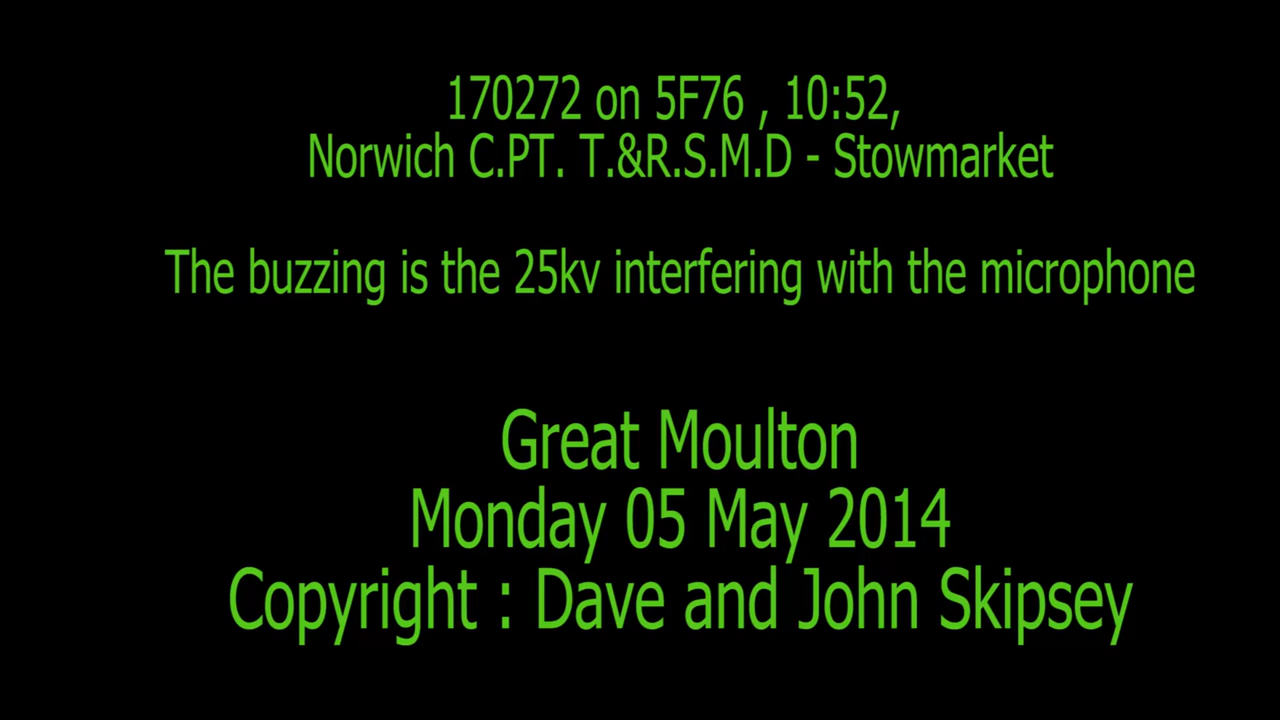 170272 on 5F76 , 10:52,
Norwich C.PT. T.&R.S.M.D - Stowmarket
The buzzing is the 25kv interfering with the microphone
Great Moulton
Monday 05 May 2014
Copyright : Dave and John Skipsey